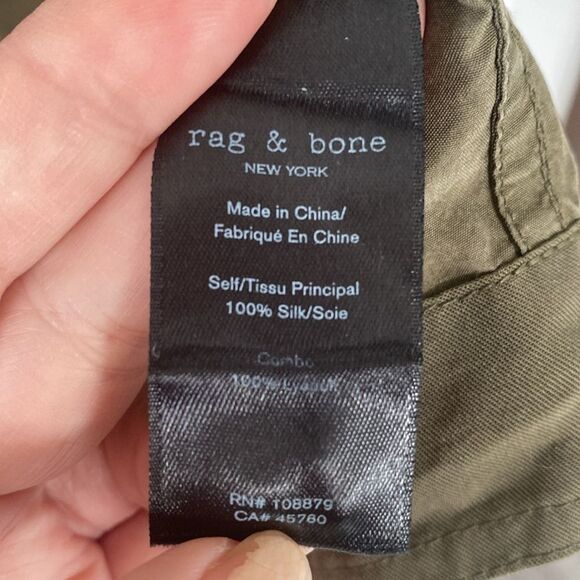 rag & bone
NEW YORK
Made in China/
Fabriqué En Chine
Self/Tissu Principal
100% Silk/Soie
Combo
100%
RN# 108879
CA# 45760